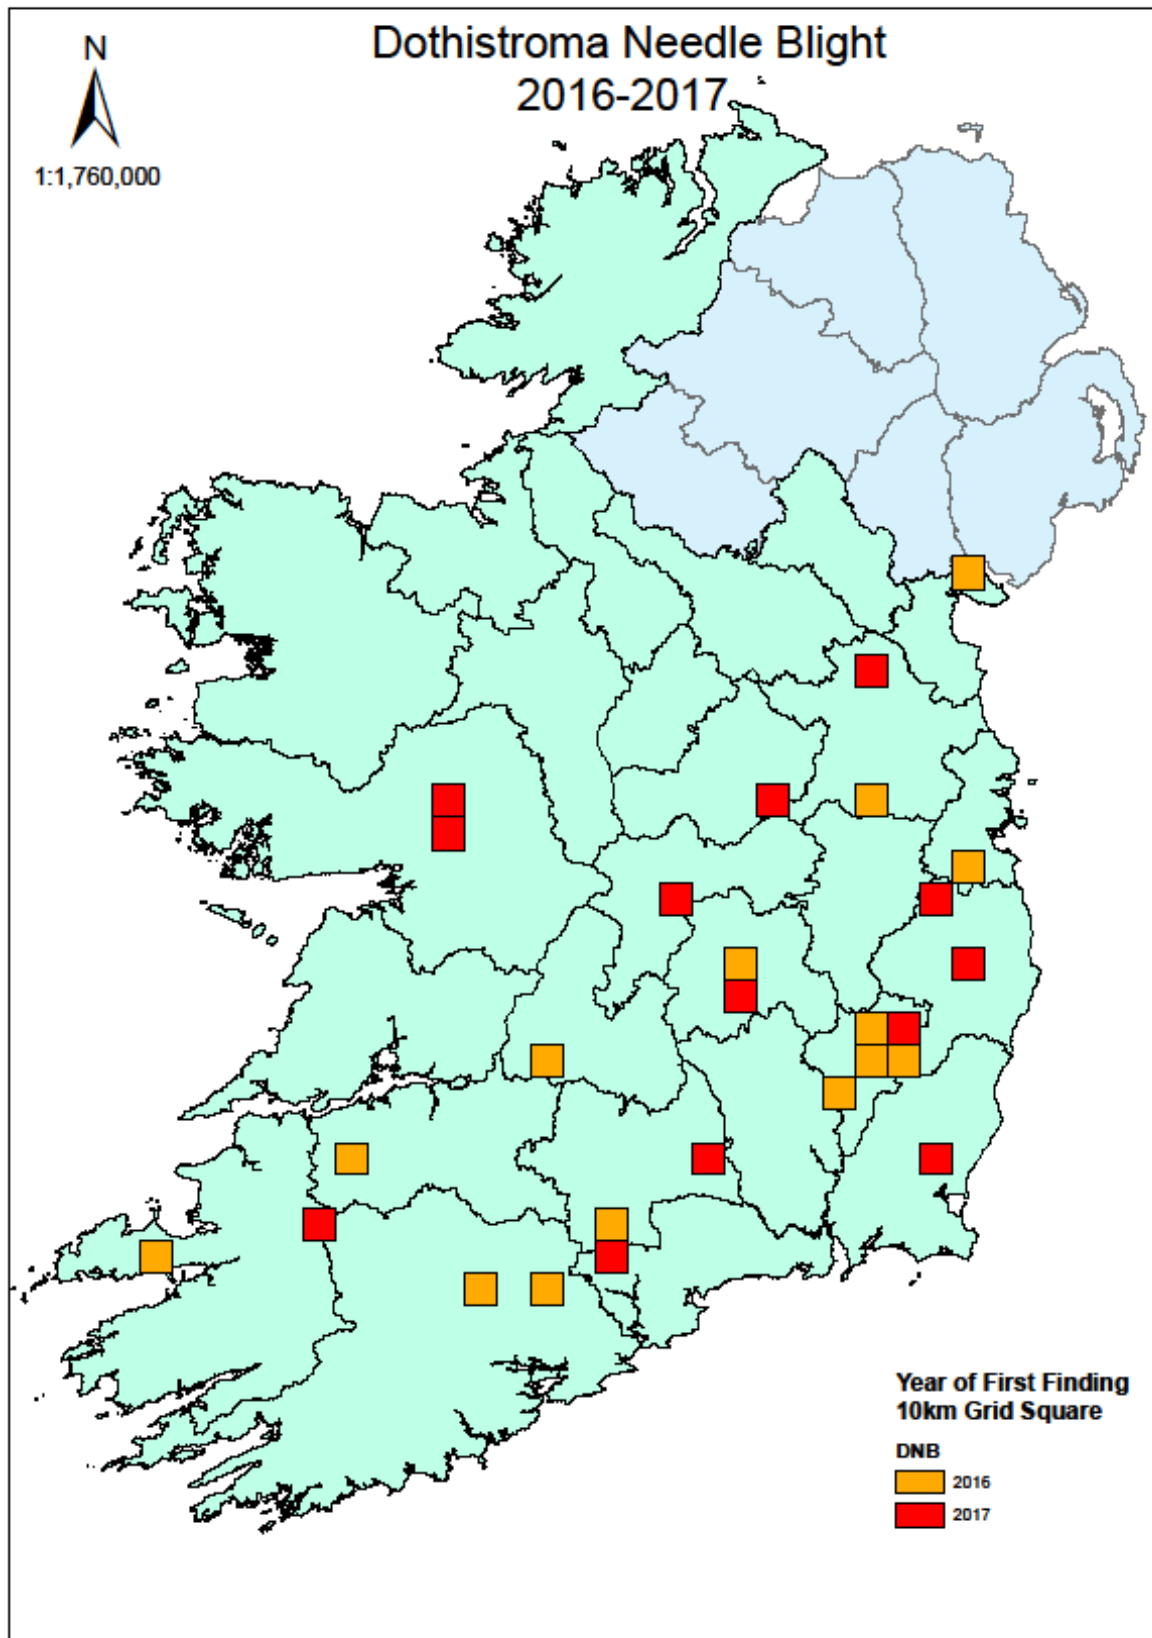 Dothistroma Needle Blight
2016-2017
N
1:1,760,000
Year of First Finding
10km Grid Square
DNB
2016
2017